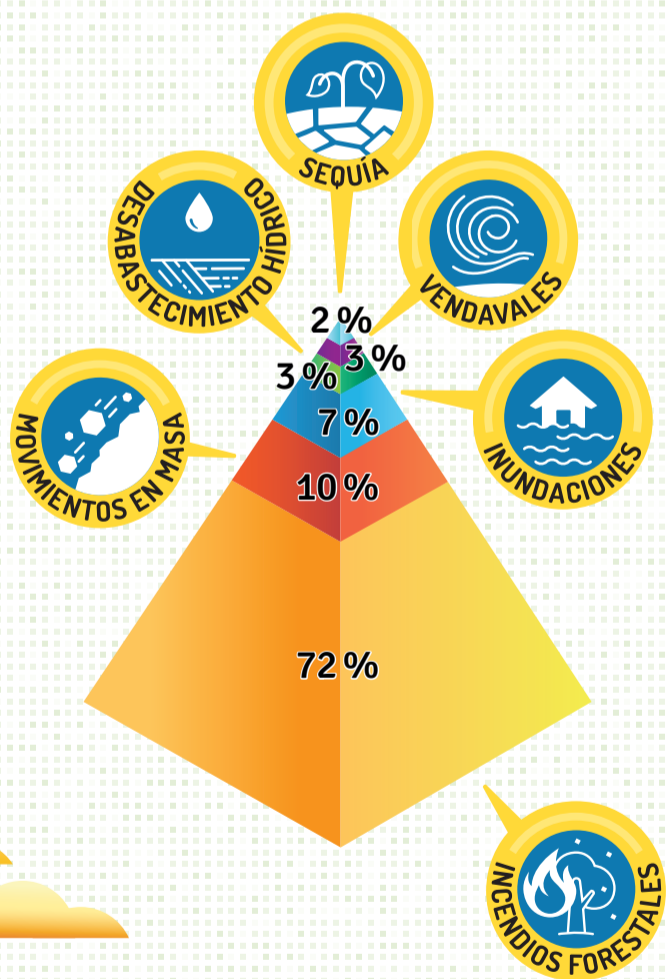 SEQUÍA
DESABASTECIMIENTO HÍDRICO
VENDAVALES
2 %
3 %
3 %
7 %
INUNDACIONES
MOVIMIENTOS EN MASA
10 %
72 %
INCENDIOS FORESTALES